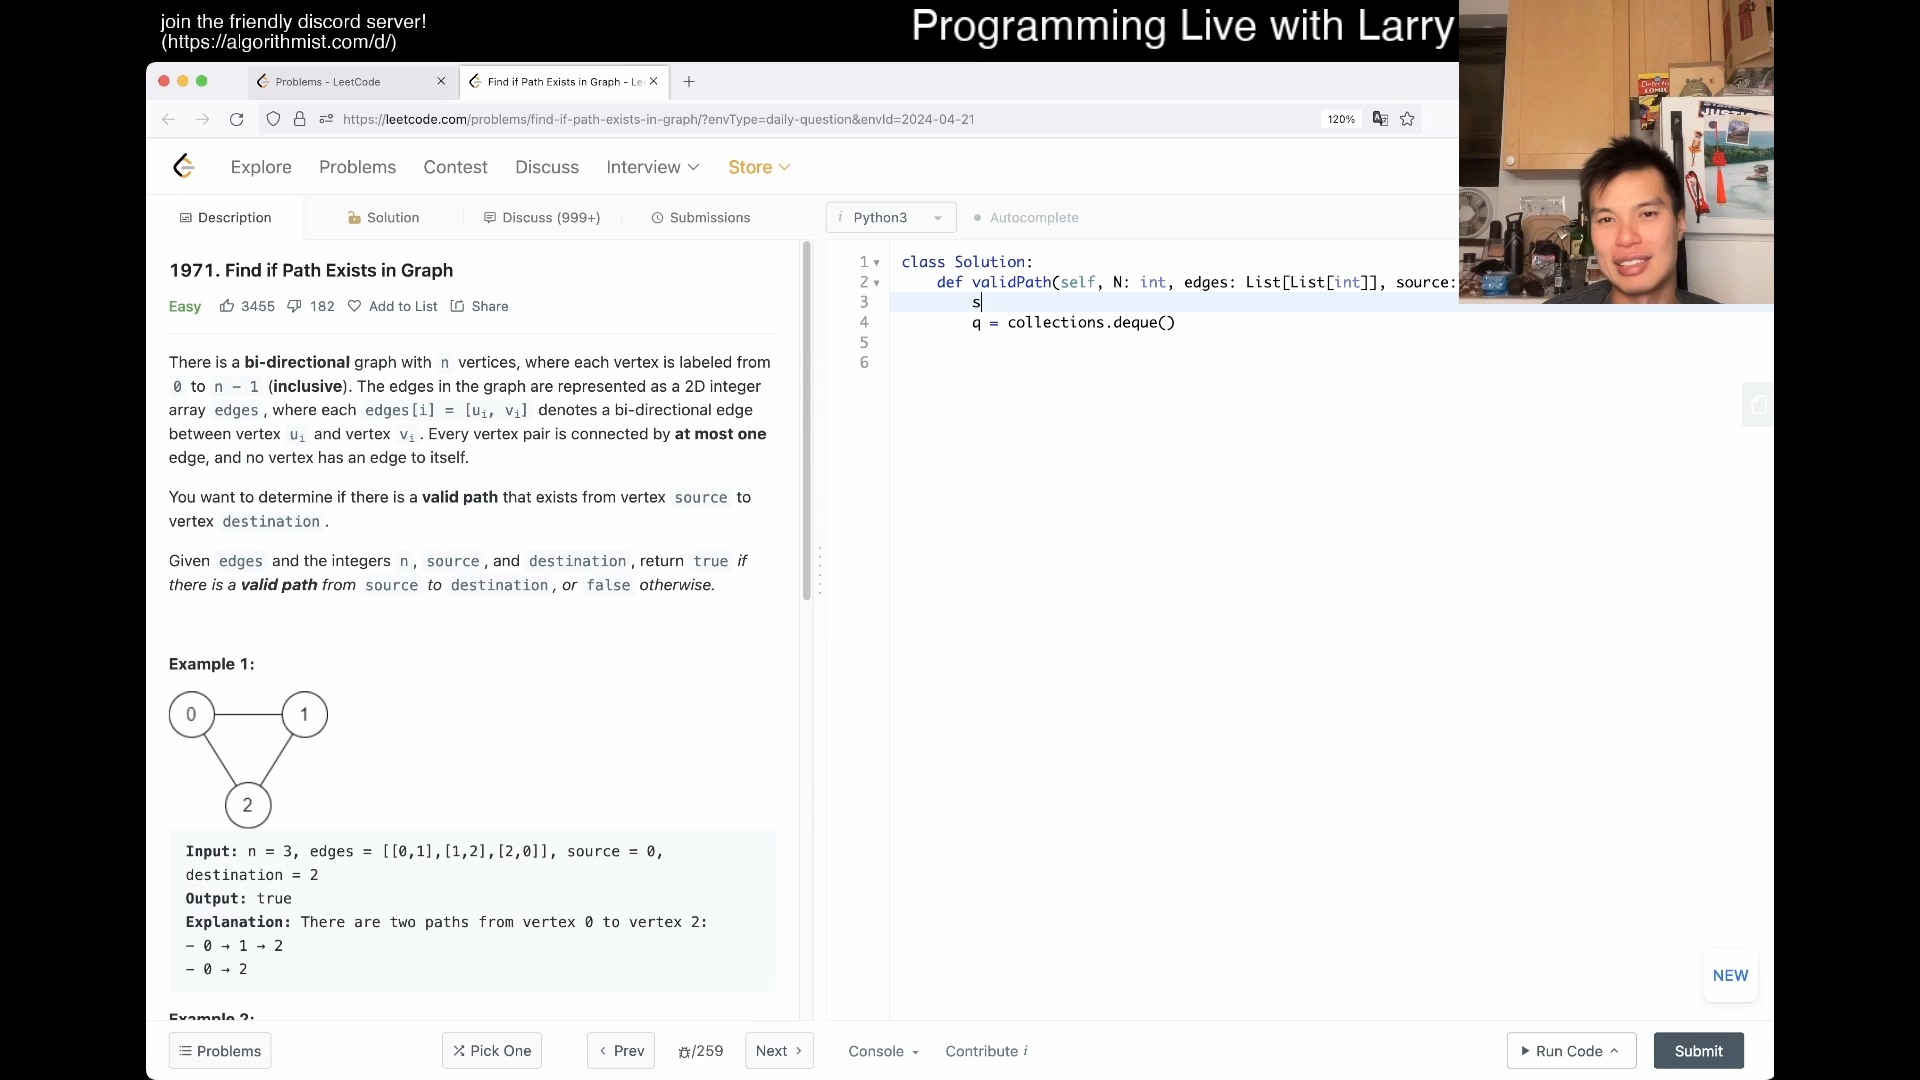 join the friendly discord server!
(https://algorithmist.com/d/)
Programming Live with Larry
Problems - LeetCode
Find if Path Exists in Graph - Le
120%
https://leetcode.com/problems/find-if-path-exists-in-graph/?envType=daily-question&envId=2024-04-21
Explore
Problems
Contest
Discuss
Interview
Store
Description
Solution
Discuss (999+)
Submissions
i Python3
Autocomplete
1971. Find if Path Exists in Graph
Easy 3455 182 Add to List Share
There is a bi-directional graph with n vertices, where each vertex is labeled from
0 to n - 1 (inclusive). The edges in the graph are represented as a 2D integer
array edges, where each edges[i] = [ui, vi] denotes a bi-directional edge
between vertex ui and vertex vi. Every vertex pair is connected by at most one
edge, and no vertex has an edge to itself.
You want to determine if there is a valid path that exists from vertex source to
vertex destination.
Given edges and the integers n, source, and destination, return true if
there is a valid path from source to destination, or false otherwise.
Example 1:
0
1
2
Input: n = 3, edges = [[0,1],[1,2],[2,0]], source = 0,
destination = 2
Output: true
Explanation: There are two paths from vertex 0 to vertex 2:
- 0 → 1 → 2
- 0 → 2
Example 2:
1 class Solution:
2 def validPath(self, N: int, edges: List[List[int]], source:
3 s
4 q = collections.deque()
5
6
NEW
Problems
Pick One
Prev
/259
Next
Console
Contribute i
Run Code
Submit